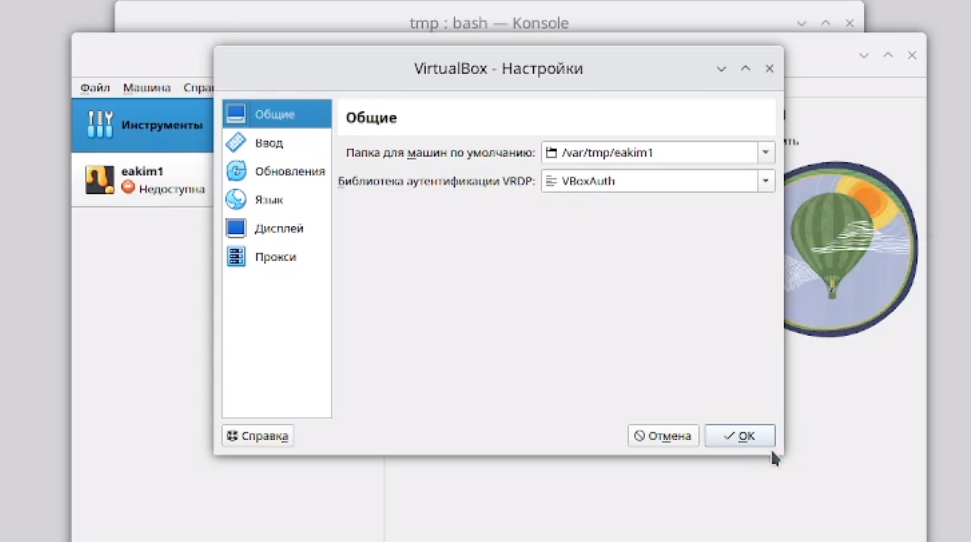 tmp : bash — Konsole
VirtualBox - Настройки
Файл Машина
Инструменты
eakim1
Недоступна
Общие
Ввод
Обновления
Язык
Дисплей
Прокси
Общие
Папка для машин по умолчанию: /var/tmp/eakim1
Библиотека аутентификации VRDP: VBoxAuth
Справка
Отмена
OK